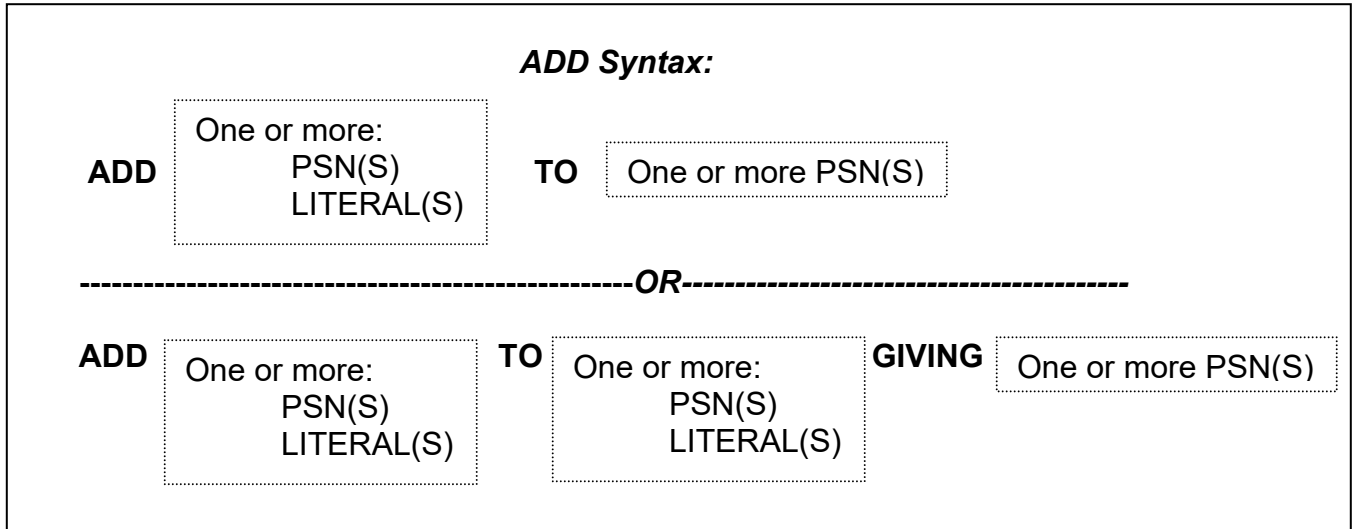 ADD Syntax:
One or more:
ADD PSN(S) TO One or more PSN(S)
LITERAL(S)
-----------------------------------------------------OR-------------------------------------------
ADD One or more: TO One or more: GIVING One or more PSN(S)
PSN(S) PSN(S)
LITERAL(S) LITERAL(S)